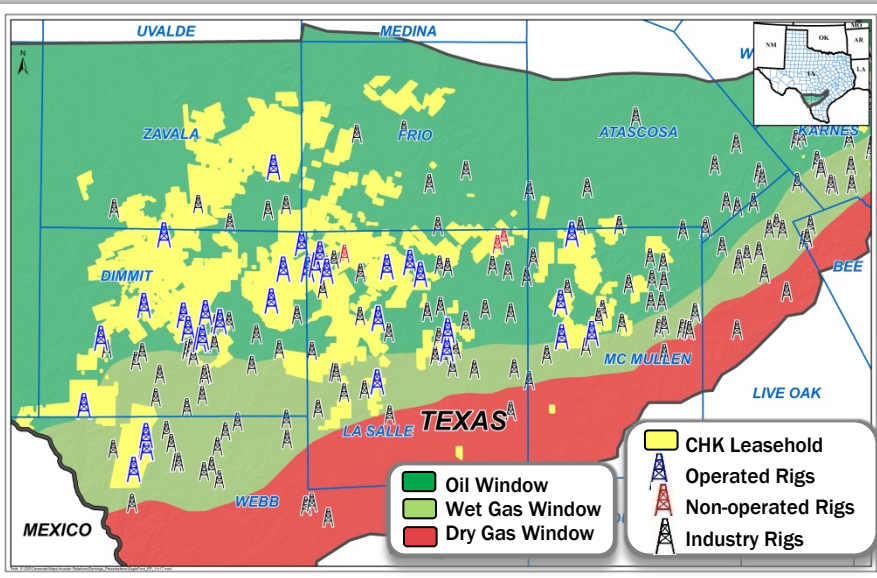 UVALDE
MEDINA
N
NM
OK
MO
AR
TX
LA
W
ZAVALA
FRIO
ATASCOSA
KARNES
DIMMIT
BEE
MC MULLEN
LIVE OAK
LA SALLE
TEXAS
WEBB
MEXICO
Oil Window
Wet Gas Window
Dry Gas Window
CHK Leasehold
Operated Rigs
Non-operated Rigs
Industry Rigs